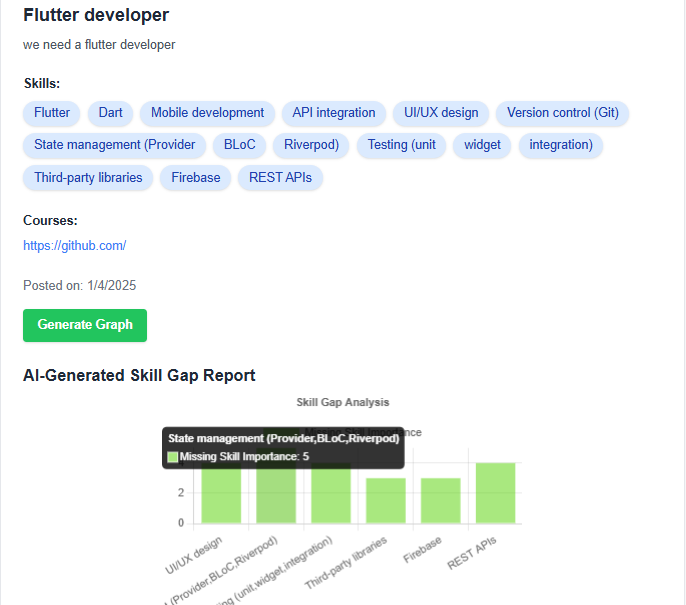 Flutter developer
we need a flutter developer
Skills:
Flutter Dart Mobile development API integration UI/UX design Version control (Git)
State management (Provider BLoC Riverpod) Testing (unit widget integration)
Third-party libraries Firebase REST APIs
Courses:
https://github.com/
Posted on: 1/4/2025
Generate Graph
AI-Generated Skill Gap Report
Skill Gap Analysis
Missing Skill Importance
State management (Provider,BLoC,Riverpod)
Missing Skill Importance: 5
2
0
UI/UX design
(Provider,BLoC,Riverpod)
(unit,widget,integration)
Third-party libraries
Firebase
REST APIs